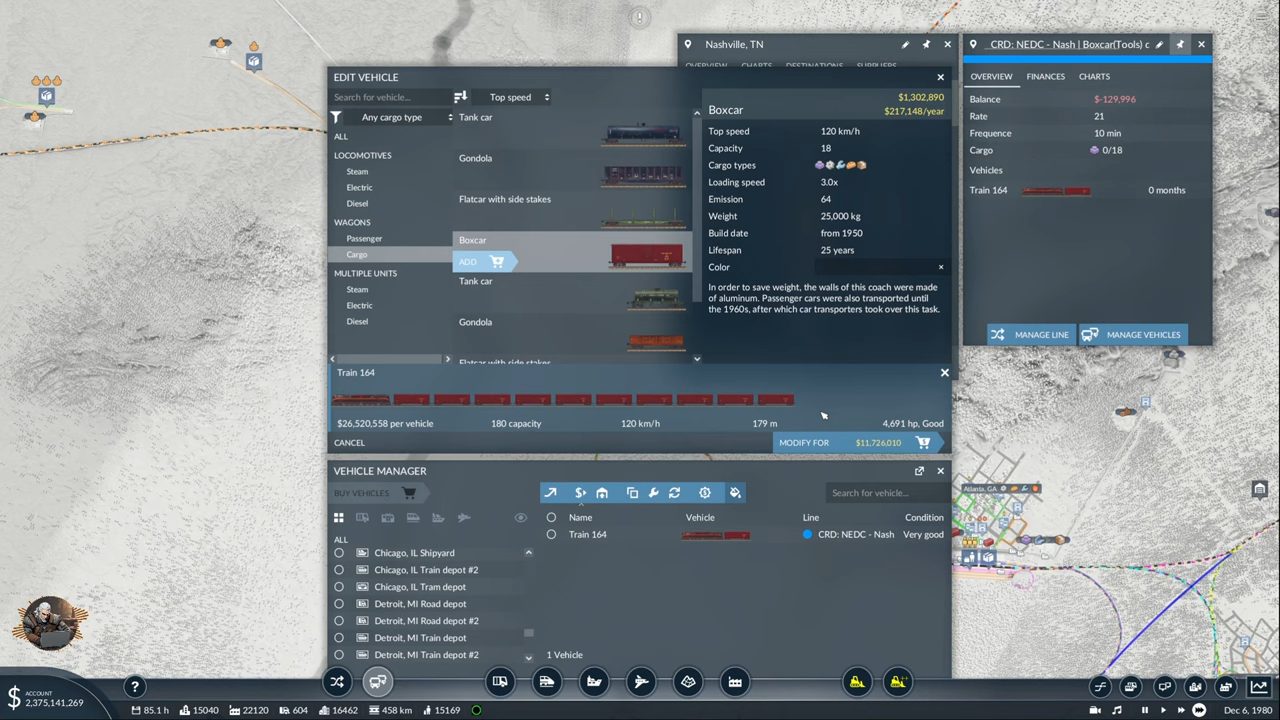 Nashville, TN
OVERVIEW CHARTS DESTINATIONS SUPPLIERS
CRD: NEDC - Nash | Boxcar(Tools) c
OVERVIEW FINANCES CHARTS
Balance $-129,996
Rate 21
Frequency 10 min
Cargo 0/18
Vehicles
Train 164 0 months
MANAGE LINE MANAGE VEHICLES
EDIT VEHICLE
Search for vehicle... Top speed
Any cargo type
ALL
LOCOMOTIVES
Steam
Electric
Diesel
WAGONS
Passenger
Cargo
MULTIPLE UNITS
Steam
Electric
Diesel
Tank car
Gondola
Flatcar with side stakes
Boxcar
ADD
Tank car
Gondola
Flatcar with side stakes
$1,302,890
Boxcar $217,148/year
Top speed 120 km/h
Capacity 18
Cargo types
Loading speed 3.0x
Emission 64
Weight 25,000 kg
Build date from 1950
Lifespan 25 years
Color
In order to save weight, the walls of this coach were made
of aluminum. Passenger cars were also transported until
the 1960s, after which car transporters took over this task.
Train 164
$26,520,558 per vehicle 180 capacity 120 km/h 179 m 4,691 hp, Good
CANCEL MODIFY FOR $11,726,010
VEHICLE MANAGER
BUY VEHICLES Search for vehicle...
Name Vehicle Line Condition
Train 164 CRD: NEDC - Nash Very good
ALL
Chicago, IL Shipyard
Chicago, IL Train depot #2
Chicago, IL Tram depot
Detroit, MI Road depot
Detroit, MI Road depot #2
Detroit, MI Train depot
Detroit, MI Train depot #2
1 Vehicle
Atlanta, GA
$ ACCOUNT
2,375,141,269
?
85.1 h 15040 22120 604 16462 458 km 15169 Dec 6, 1980